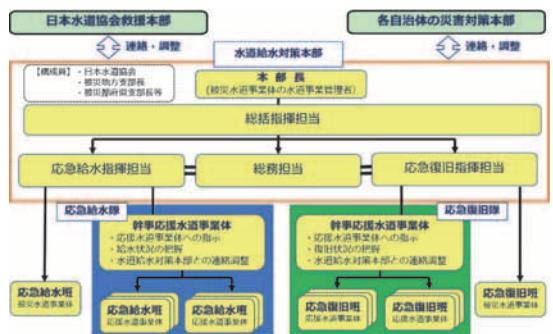 日本水道協会救援本部
各自治体の災害対策本部
連絡・調整
連絡・調整
水道給水対策本部
【構成員】・日本水道協会
・被災地方支部長
・被災都府県支部長等
本部長
(被災水道事業体の水道事業管理者)
総括指揮担当
応急給水指揮担当
総務担当
応急復旧指揮担当
応急給水隊
応急復旧隊
幹事応援水道事業体
・応援水道事業体への指示
・給水状況の把握
・水道給水対策本部との連絡調整
幹事応援水道事業体
・応援水道事業体への指示
・復旧状況の把握
・水道給水対策本部との連絡調整
応急給水班
被災水道事業体
応急給水班
応援水道事業体
応急給水班
応援水道事業体
応急復旧班
応援水道事業体
応急復旧班
応援水道事業体
応急復旧班
被災水道事業体